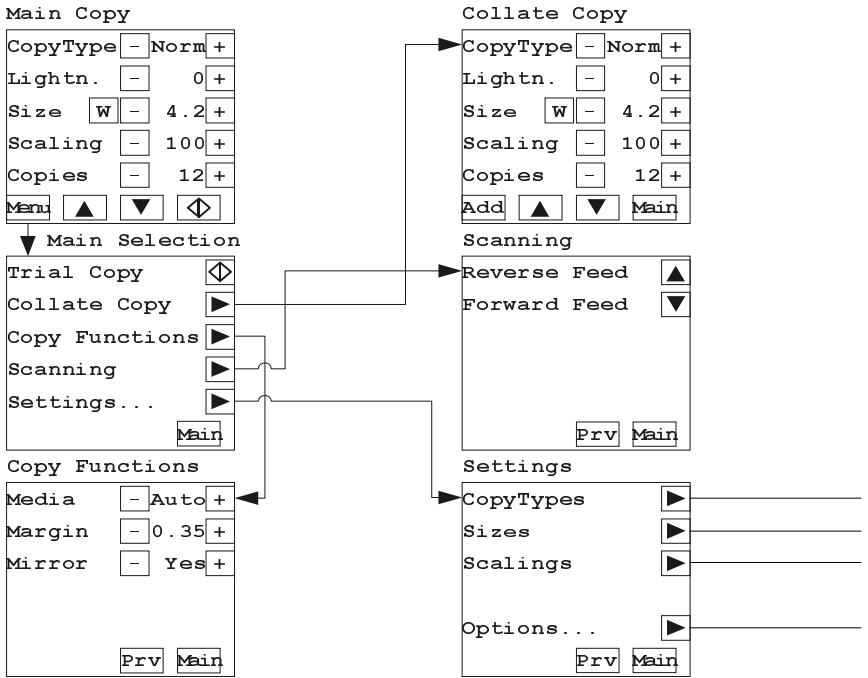 Main Copy
CopyType - Norm +
Lightn. - 0 +
Size W - 4.2 +
Scaling - 100 +
Copies - 12 +
Menu
Main Selection
Trial Copy
Collate Copy
Copy Functions
Scanning
Settings...
Main
Copy Functions
Media - Auto +
Margin - 0.35 +
Mirror - Yes +
Prv Main
Collate Copy
CopyType - Norm +
Lightn. - 0 +
Size W - 4.2 +
Scaling - 100 +
Copies - 12 +
Add Main
Scanning
Reverse Feed
Forward Feed
Prv Main
Settings
CopyTypes
Sizes
Scalings
Options...
Prv Main